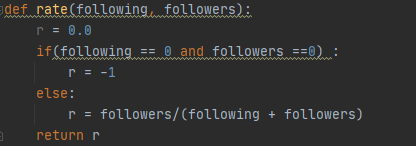 def rate(following, followers):
    r = 0.0
    if(following == 0 and followers ==0) :
        r = -1
    else:
        r = followers/(following + followers)
    return r